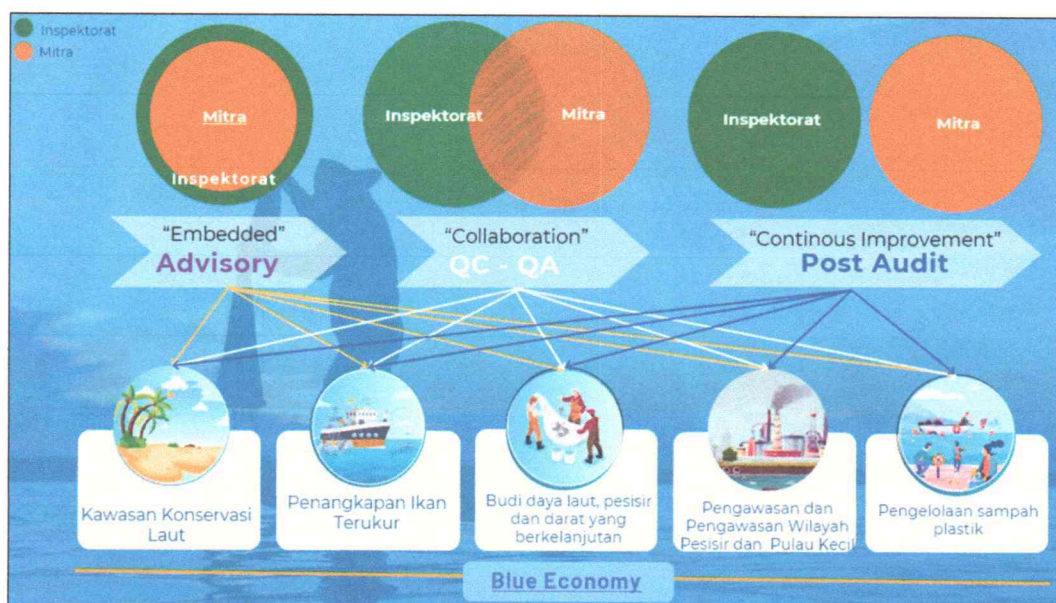 Inspektorat
Mitra
Mitra
Inspektorat
Inspektorat
Mitra
Inspektorat
Mitra
“Embedded”
Advisory
“Collaboration”
QC - QA
“Continous Improvement”
Post Audit
Kawasan Konservasi
Laut
Penangkapan Ikan
Terukur
Budi daya laut, pesisir
dan darat yang
berkelanjutan
Pengawasan dan
Pengawasan Wilayah
Pesisir dan Pulau Kecil
Pengelolaan sampah
plastik
Blue Economy